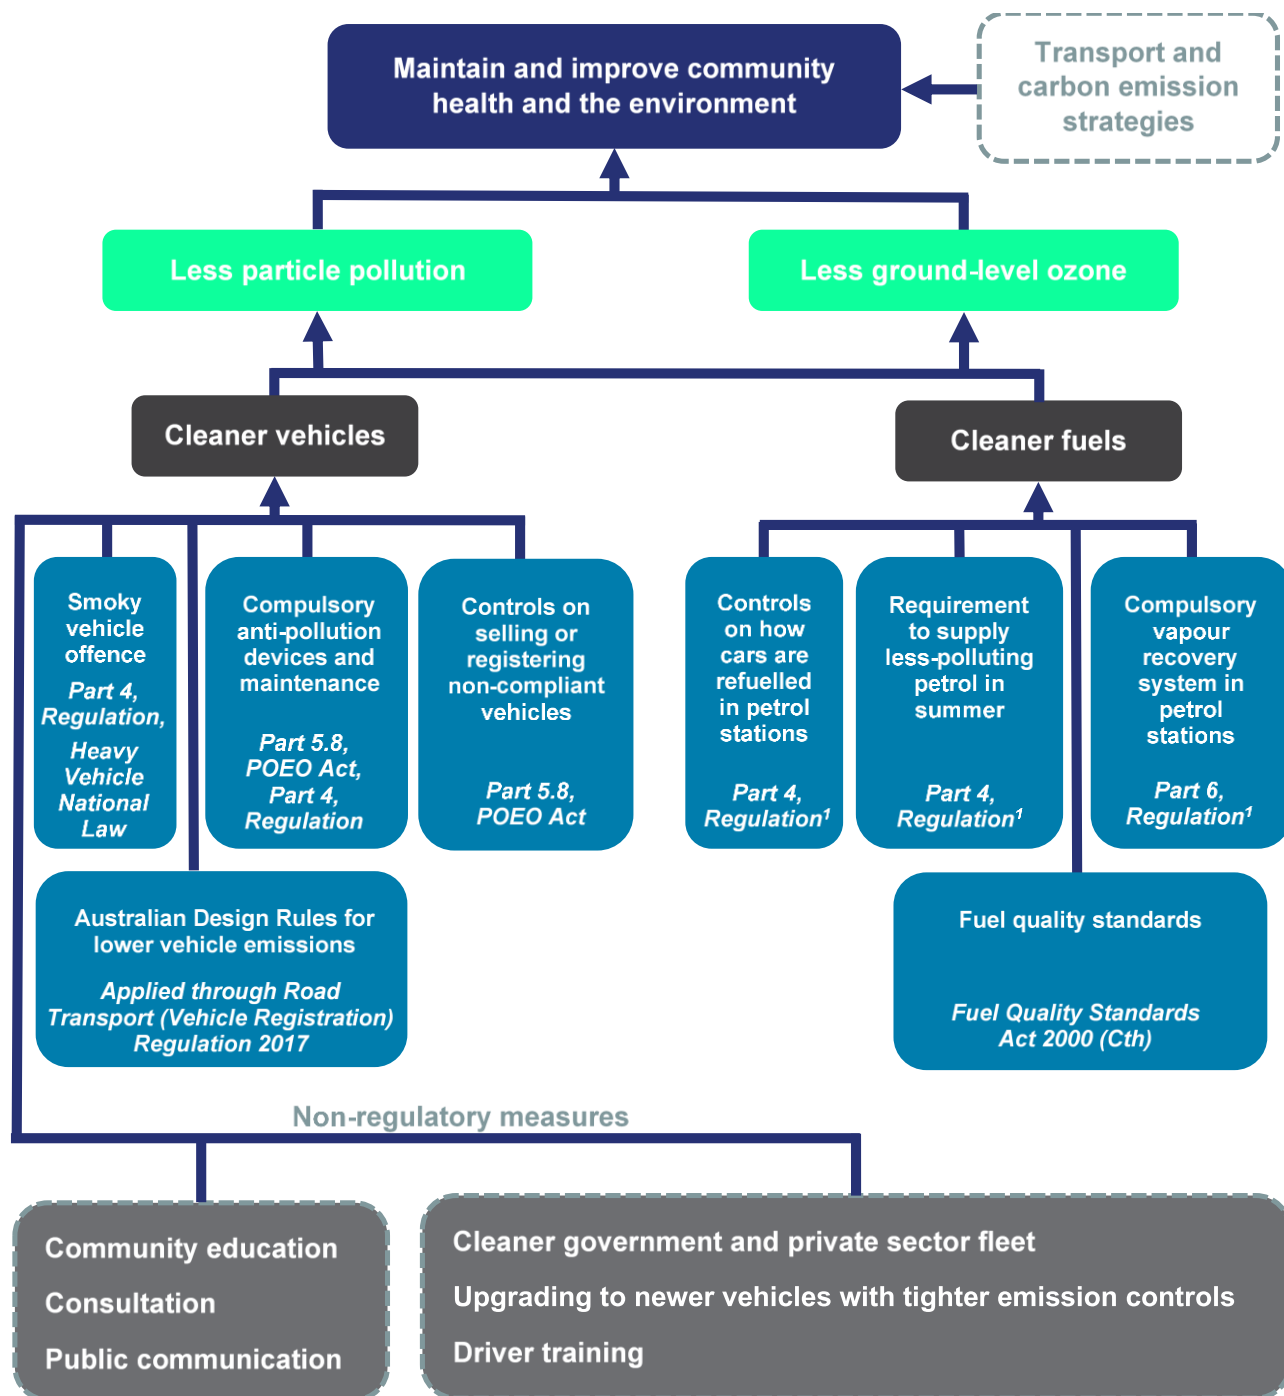 Maintain and improve community
health and the environment
Transport and
carbon emission
strategies
Less particle pollution
Less ground-level ozone
Cleaner vehicles
Cleaner fuels
Smoky
vehicle
offence
Part 4,
Regulation,
Heavy
Vehicle
National
Law
Compulsory
anti-pollution
devices and
maintenance
Part 5.8,
POEO Act,
Part 4,
Regulation
Controls on
selling or
registering
non-compliant
vehicles
Part 5.8,
POEO Act
Controls
on how
cars are
refuelled
in petrol
stations
Part 4,
Regulation¹
Requirement
to supply
less-polluting
petrol in
summer
Part 4,
Regulation¹
Compulsory
vapour
recovery
system in
petrol
stations
Part 6,
Regulation¹
Australian Design Rules for
lower vehicle emissions
Applied through Road
Transport (Vehicle Registration)
Regulation 2017
Fuel quality standards
Fuel Quality Standards
Act 2000 (Cth)
Non-regulatory measures
Community education
Consultation
Public communication
Cleaner government and private sector fleet
Upgrading to newer vehicles with tighter emission controls
Driver training